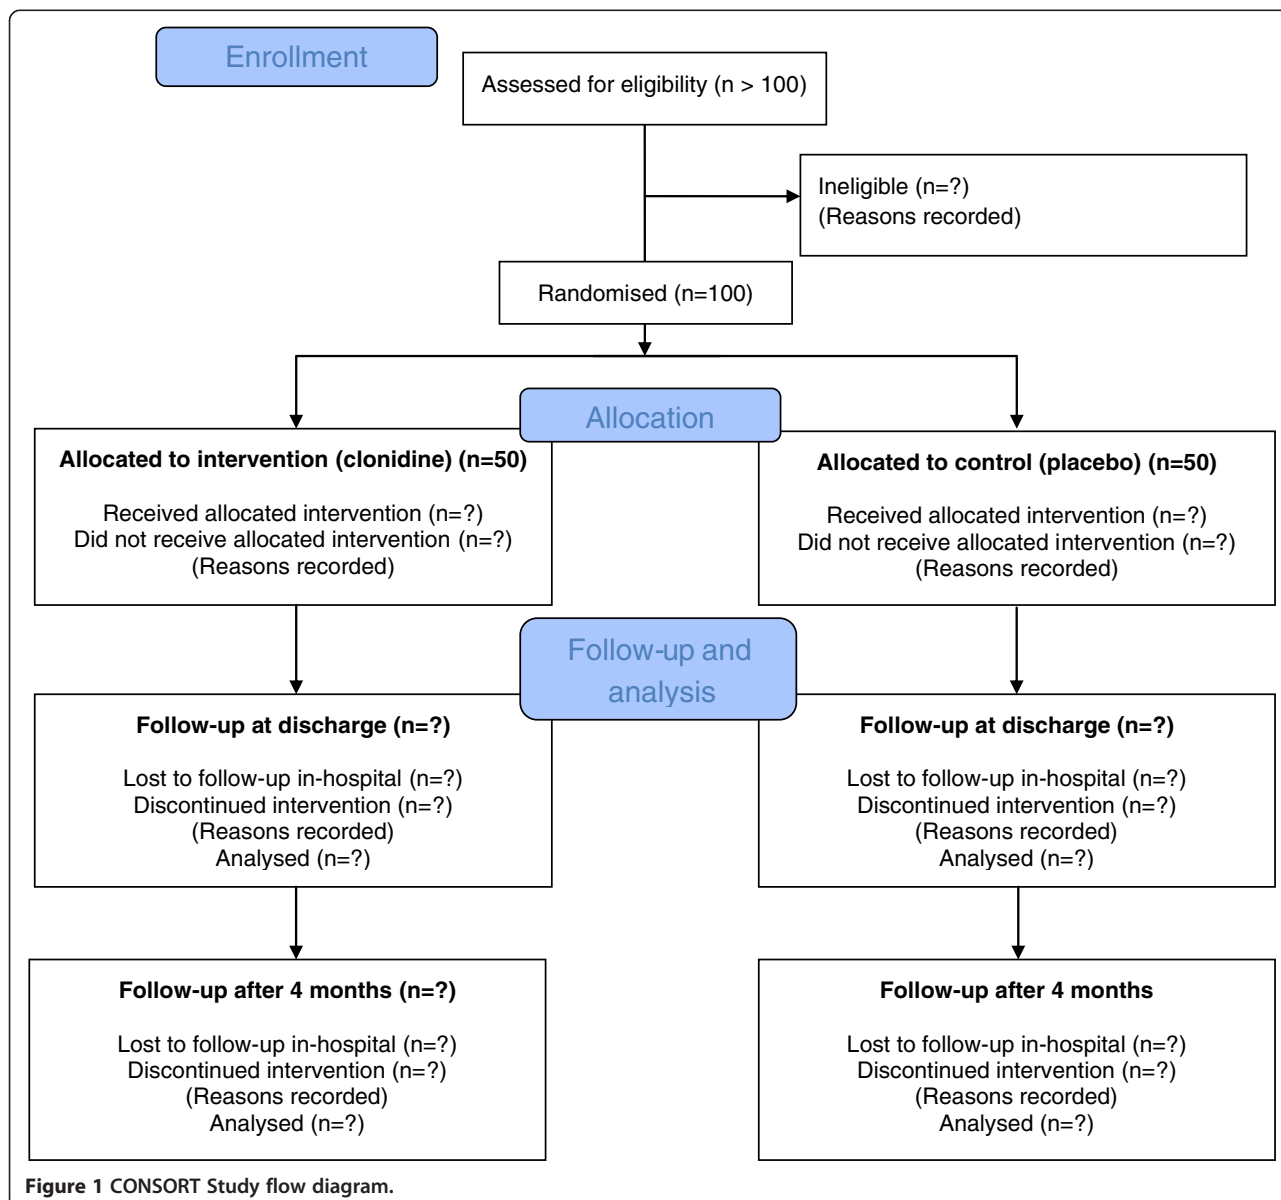 Enrollment
Assessed for eligibility (n > 100)
Ineligible (n=?)
(Reasons recorded)
Randomised (n=100)
Allocation
Allocated to intervention (clonidine) (n=50)
Received allocated intervention (n=?)
Did not receive allocated intervention (n=?)
(Reasons recorded)
Allocated to control (placebo) (n=50)
Received allocated intervention (n=?)
Did not receive allocated intervention (n=?)
(Reasons recorded)
Follow-up and
analysis
Follow-up at discharge (n=?)
Lost to follow-up in-hospital (n=?)
Discontinued intervention (n=?)
(Reasons recorded)
Analysed (n=?)
Follow-up at discharge (n=?)
Lost to follow-up in-hospital (n=?)
Discontinued intervention (n=?)
(Reasons recorded)
Analysed (n=?)
Follow-up after 4 months (n=?)
Lost to follow-up in-hospital (n=?)
Discontinued intervention (n=?)
(Reasons recorded)
Analysed (n=?)
Follow-up after 4 months
Lost to follow-up in-hospital (n=?)
Discontinued intervention (n=?)
(Reasons recorded)
Analysed (n=?)
Figure 1 CONSORT Study flow diagram.